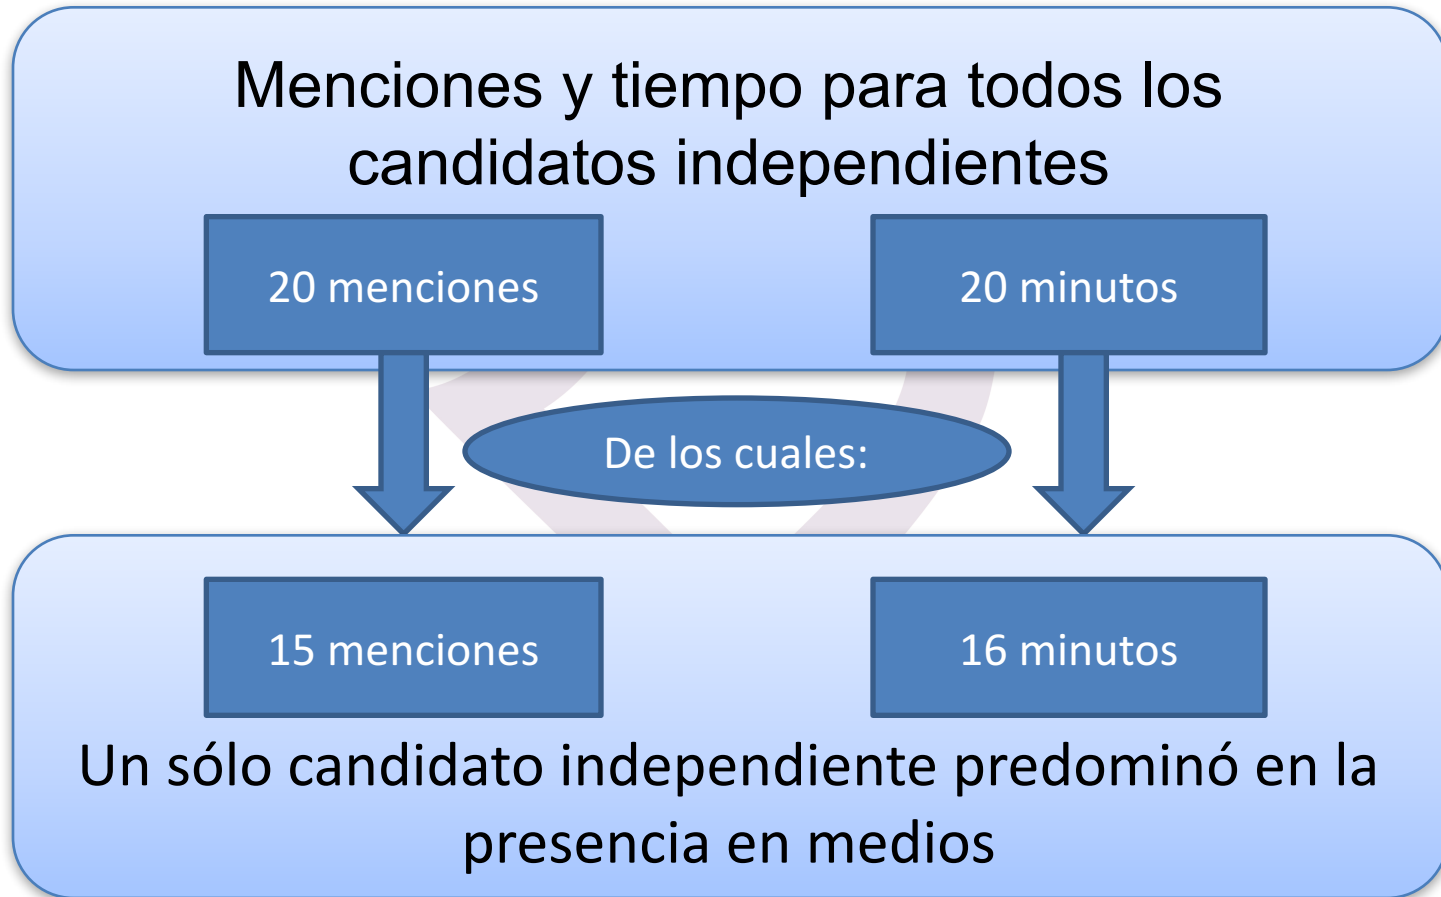 Menciones y tiempo para todos los
candidatos independientes
20 menciones
20 minutos
De los cuales:
15 menciones
16 minutos
Un sólo candidato independiente predominó en la
presencia en medios